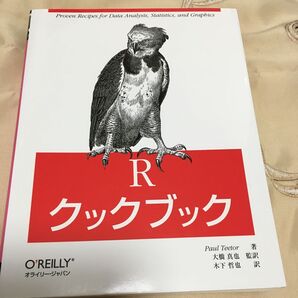 Proven Recipes for Data Analysis, Statistics, and Graphics
R
クックブック
Paul Teetor 著
大橋 真也 監訳
木下 哲也 訳
O'REILLY®
オライリー・ジャパン